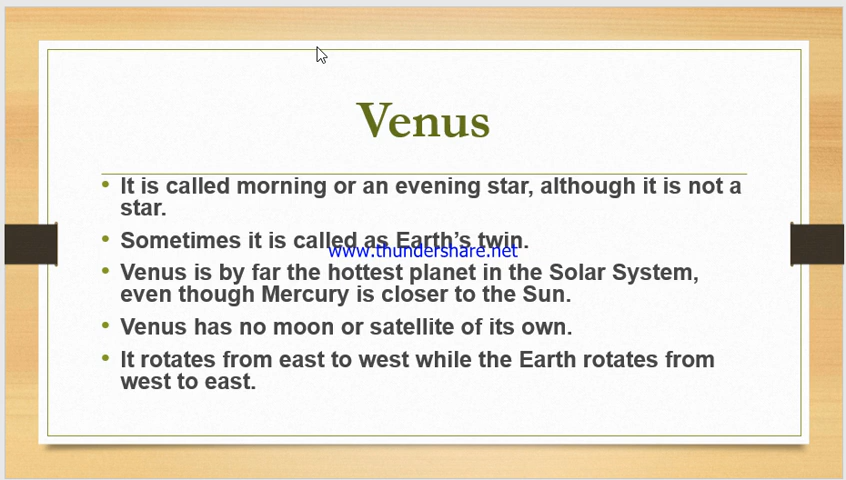 Venus
• It is called morning or an evening star, although it is not a
star.
• Sometimes it is called as Earth’s twin.
www.thundershare.net
• Venus is by far the hottest planet in the Solar System,
even though Mercury is closer to the Sun.
• Venus has no moon or satellite of its own.
• It rotates from east to west while the Earth rotates from
west to east.